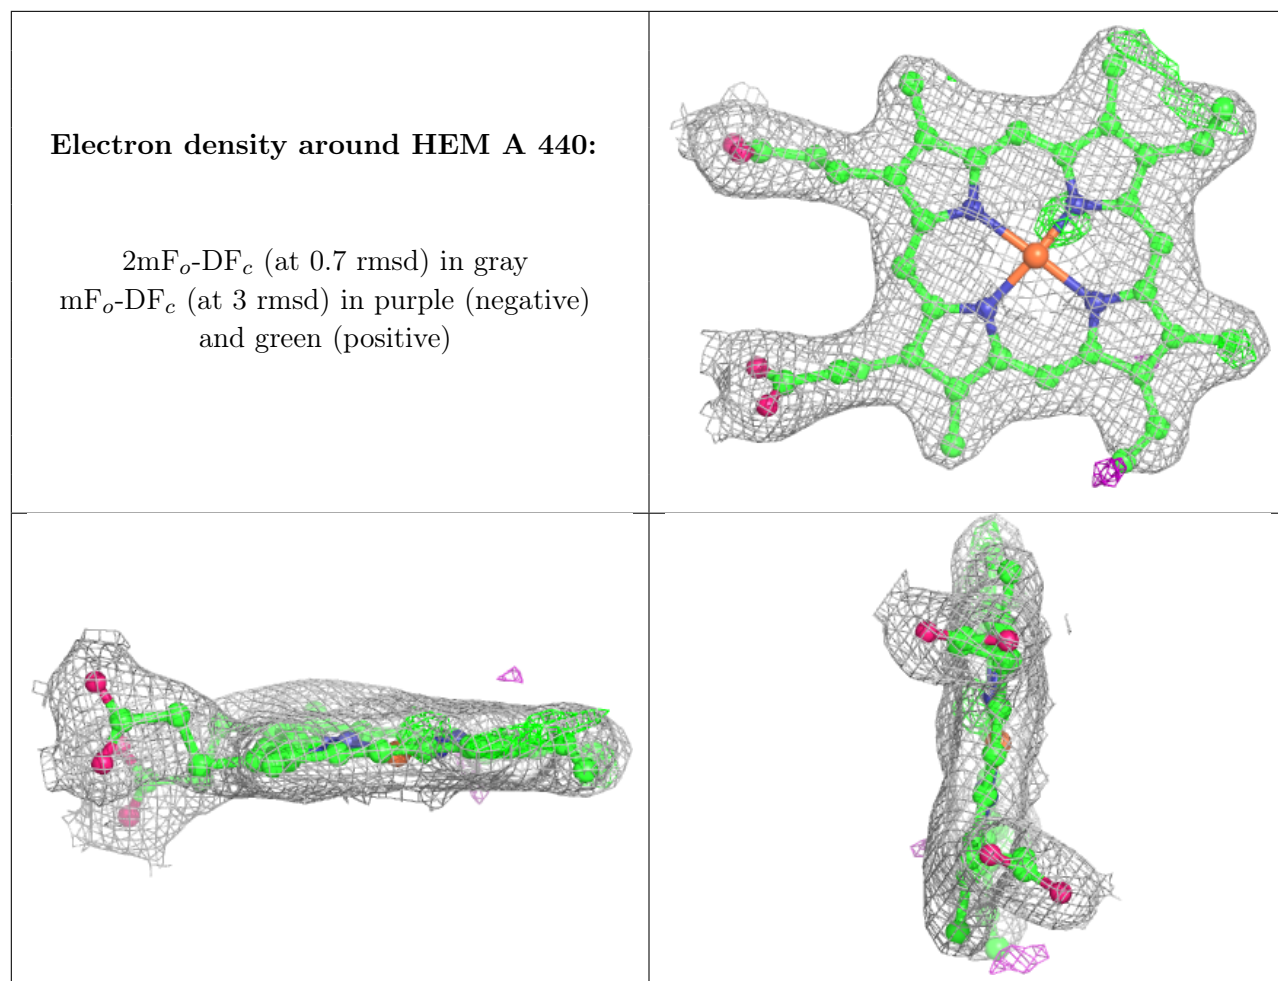 Electron density around HEM A 440:
2mFₒ-DF𝒸 (at 0.7 rmsd) in gray
mFₒ-DF𝒸 (at 3 rmsd) in purple (negative)
and green (positive)